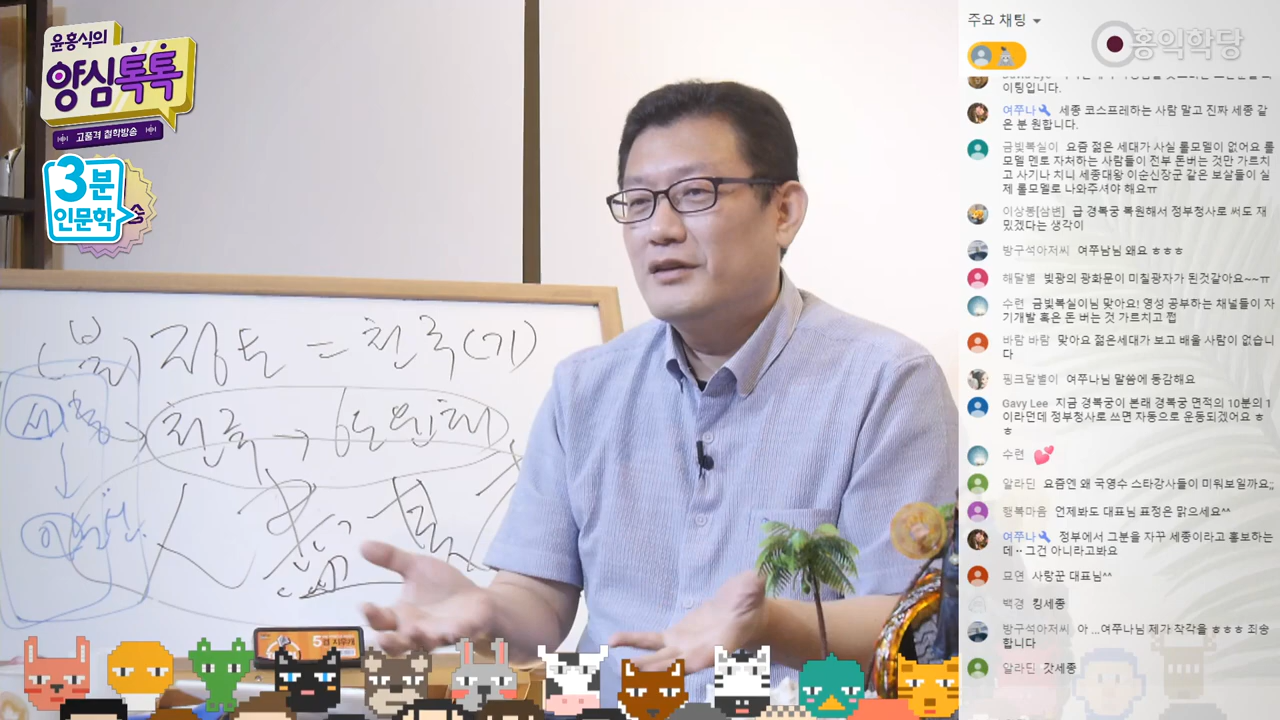 윤홍식의
양심톡톡
고품격 철학방송
3분
인문학
정도 = 천국(기)
천국 →
5권 지우개
주요 채팅
홍익학당
이팅입니다.
여쭈나 세종 코스프레하는 사람 말고 진짜 세종 같
은 분 원합니다.
금빛복실이 요즘 젊은 세대가 사실 롤모델이 없어요 롤
모델 멘토 자처하는 사람들이 전부 돈버는 것만 가르치
고 사기나 치니 세종대왕 이순신장군 같은 보살들이 실
제 롤모델로 나와주셔야 해요ㅠ
이상봉[삼변] 급 경복궁 복원해서 정부청사로 써도 재
밌겠다는 생각이
방구석아저씨 여쭈남님 왜요 ㅎㅎㅎ
해달별 빛광의 광화문이 미칠광자가 된것같아요~~ㅠ
수련 금빛복실이님 맞아요! 영성 공부하는 채널들이 자
기개발 혹은 돈 버는 것 가르치고 쩝
바람 바람 맞아요 젊은세대가 보고 배울 사람이 없습니
다
핑크달별이 여쭈나님 말씀에 동감해요
Gavy Lee 지금 경복궁이 본래 경복궁 면적의 10분의 1
이라던데 정부청사로 쓰면 자동으로 운동되겠어요 ㅎ
ㅎ
수련
알라딘 요즘엔 왜 국영수 스타강사들이 미워보일까요;;
행복마음 언제봐도 대표님 표정은 맑으세요^^
여쭈나 정부에서 그분을 자꾸 세종이라고 홍보하는
데·· 그건 아니라고봐요
묘연 사랑꾼 대표님^^
백경 킹세종
방구석아저씨 아 ...여쭈나님 제가 착각을 ㅎㅎㅎ 죄송
합니다
알라딘 갓세종